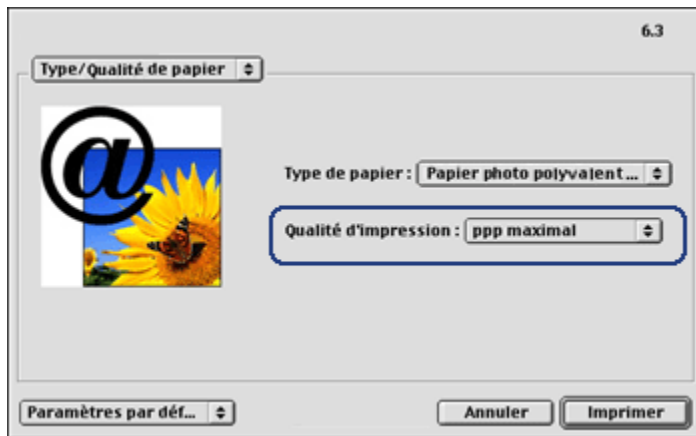 6.3
Type/Qualité de papier
@
Type de papier : Papier photo polyvalent...
Qualité d'impression : ppp maximal
Paramètres par déf... Annuler Imprimer